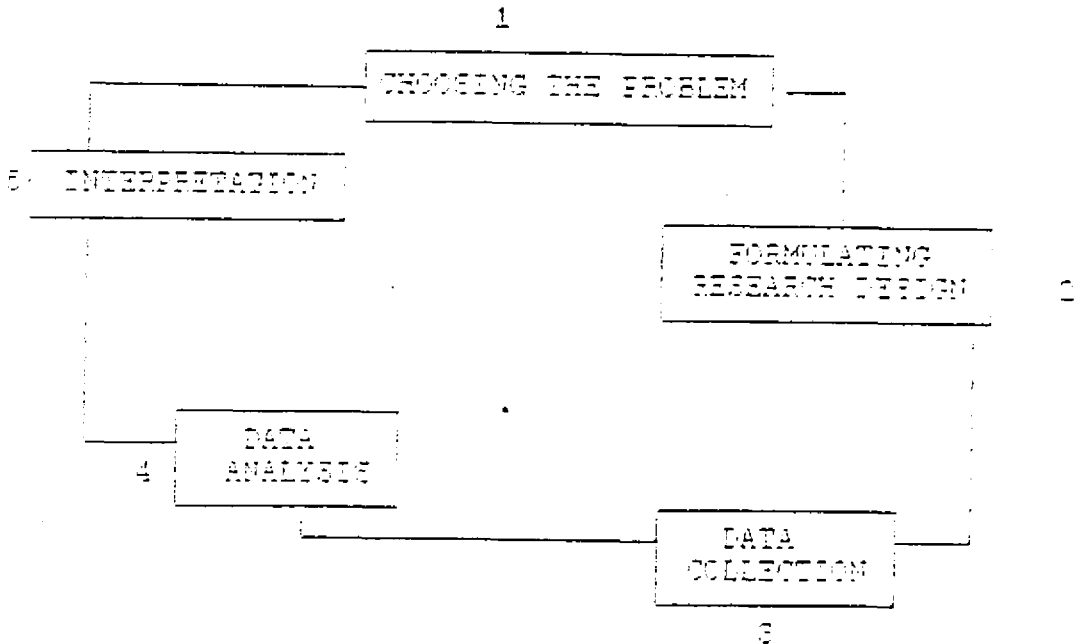 1
CHOOSING THE PROBLEM
5
INTERPRETATION
FORMULATING
RESEARCH DESIGN
2
DATA
ANALYSIS
4
DATA
COLLECTION
3